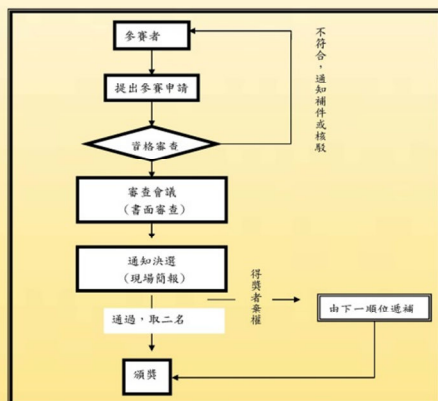 參賽者
提出參賽申請
資格審查
不符合，通知補件或核駁
審查會議
(書面審查)
通知決選
(現場簡報)
得獎者棄權
由下一順位遞補
通過，取二名
頒獎